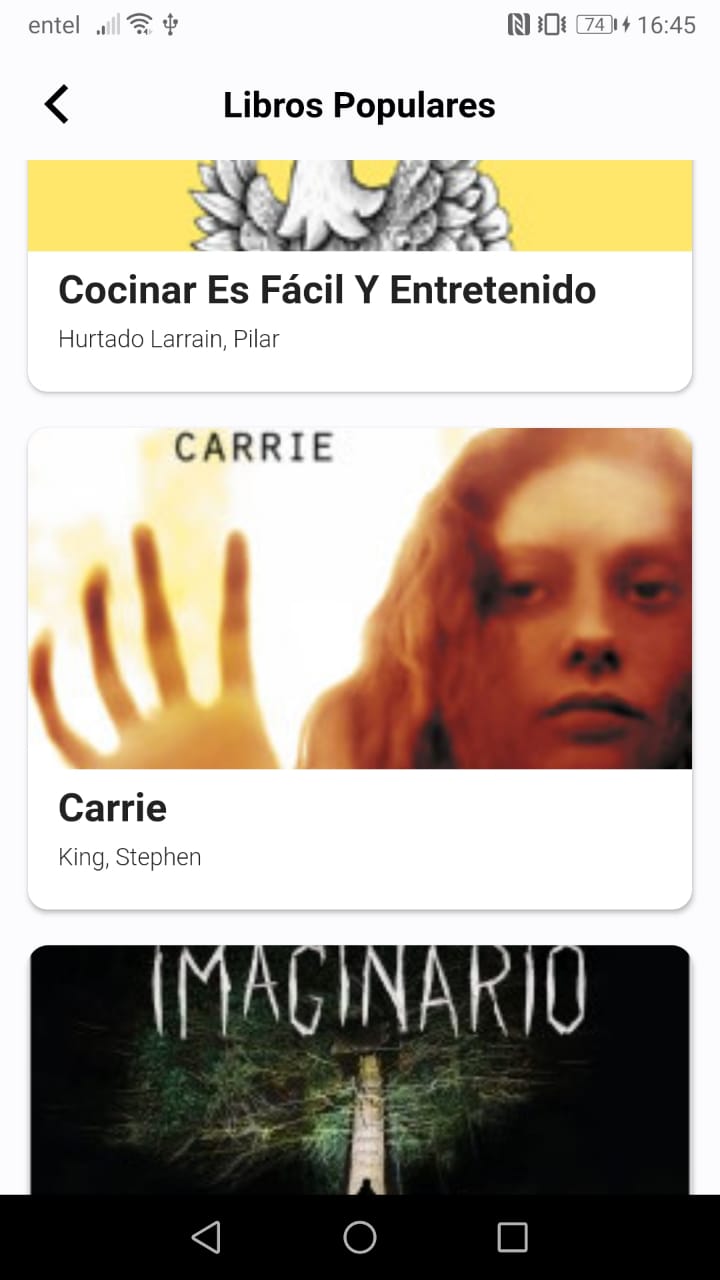 entel
74
16:45
Libros Populares
Cocinar Es Fácil Y Entretenido
Hurtado Larrain, Pilar
CARRIE
Carrie
King, Stephen
IMAGINARIO